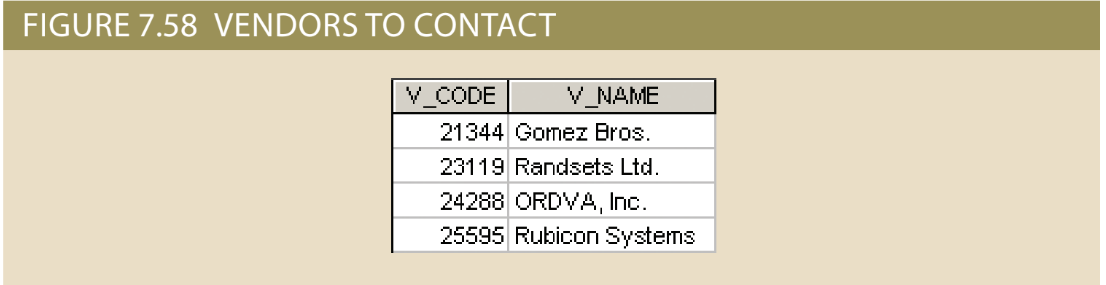 FIGURE 7.58 VENDORS TO CONTACT
V_CODE V_NAME
21344 Gomez Bros.
23119 Randsets Ltd.
24288 ORDVA, Inc.
25595 Rubicon Systems